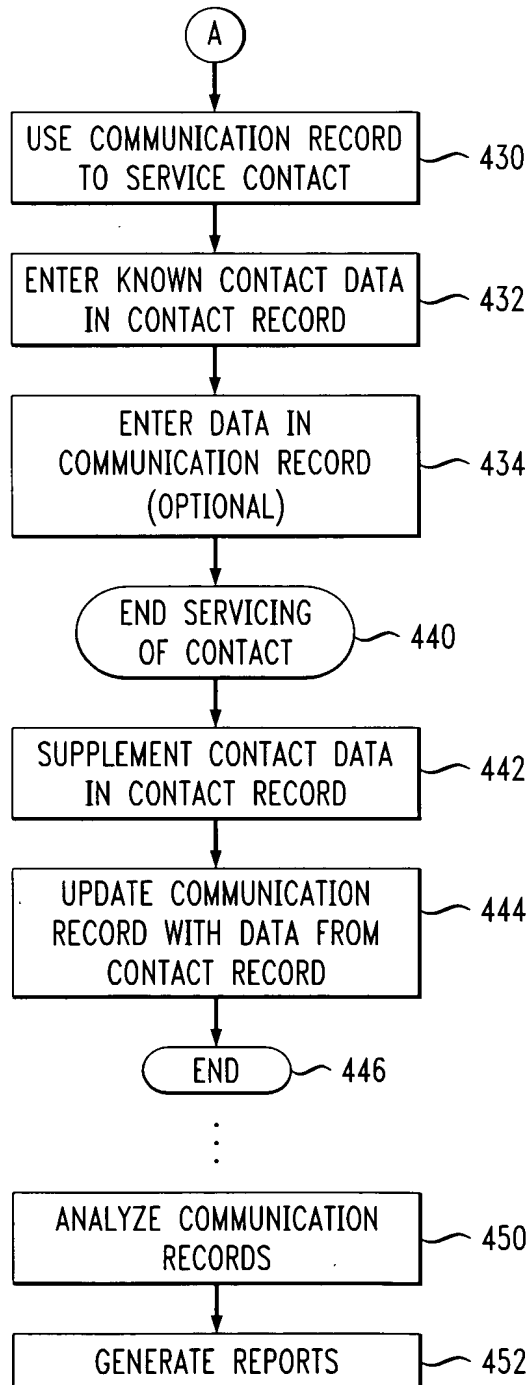 A
USE COMMUNICATION RECORD
TO SERVICE CONTACT
430
ENTER KNOWN CONTACT DATA
IN CONTACT RECORD
432
ENTER DATA IN
COMMUNICATION RECORD
(OPTIONAL)
434
END SERVICING
OF CONTACT
440
SUPPLEMENT CONTACT DATA
IN CONTACT RECORD
442
UPDATE COMMUNICATION
RECORD WITH DATA FROM
CONTACT RECORD
444
END
446
ANALYZE COMMUNICATION
RECORDS
450
GENERATE REPORTS
452